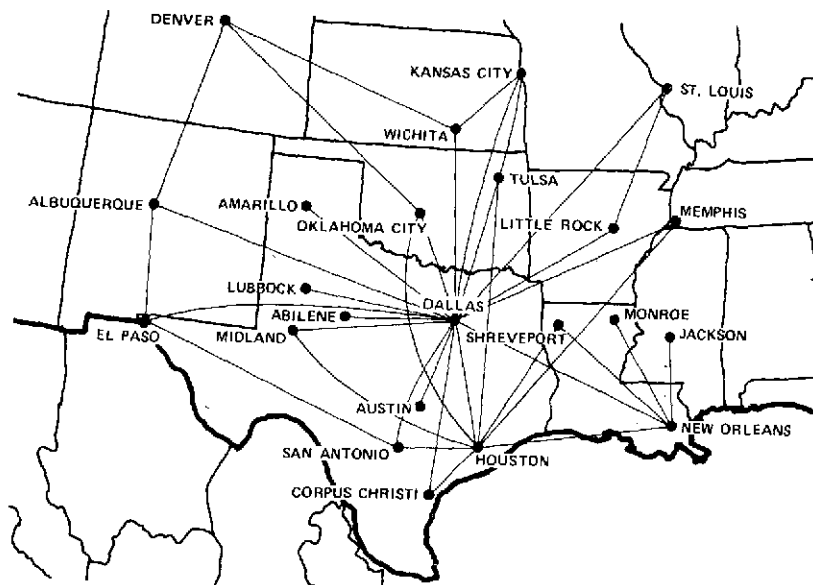 DENVER
KANSAS CITY
ST. LOUIS
WICHITA
TULSA
ALBUQUERQUE
AMARILLO
OKLAHOMA CITY
LITTLE ROCK
MEMPHIS
LUBBOCK
DALLAS
ABILENE
MONROE
EL PASO
MIDLAND
SHREVEPORT
JACKSON
AUSTIN
NEW ORLEANS
SAN ANTONIO
HOUSTON
CORPUS CHRISTI